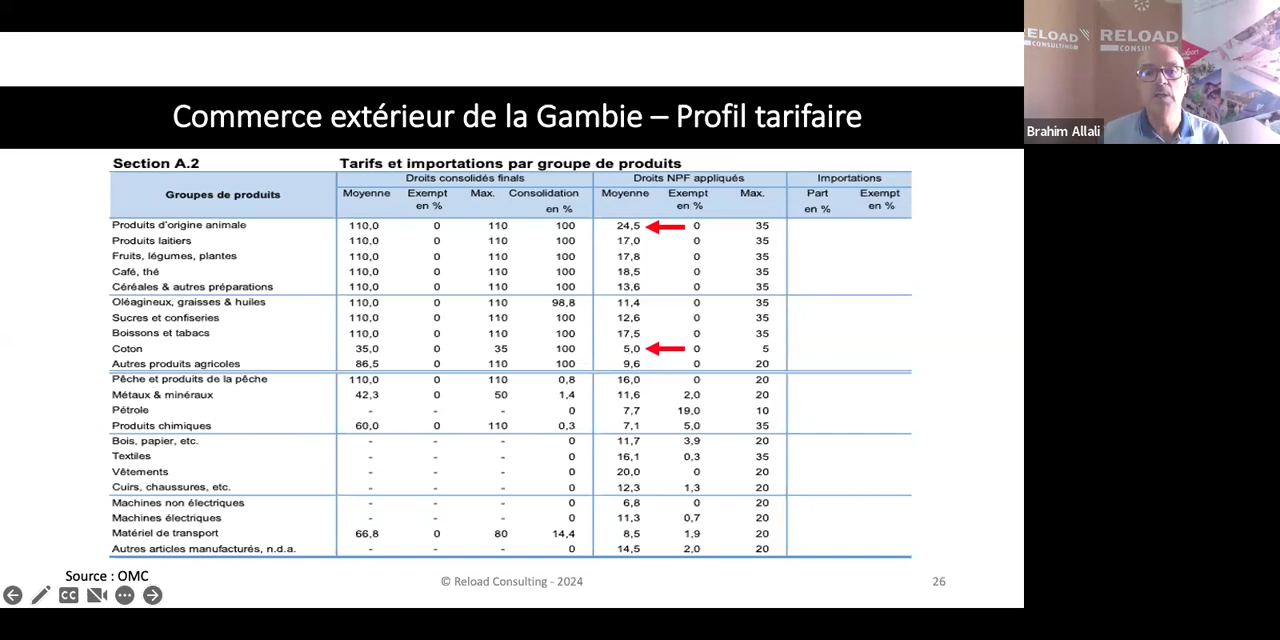 Commerce extérieur de la Gambie – Profil tarifaire
Section A.2 Tarifs et importations par groupe de produits
Groupes de produits Droits consolidés finals Droits NPF appliqués Importations
Moyenne Exempt en % Max. Consolidation en % Moyenne Exempt en % Max. Part en % Exempt en %
Produits d'origine animale 110,0 0 110 100 24,5 0 35
Produits laitiers 110,0 0 110 100 17,0 0 35
Fruits, légumes, plantes 110,0 0 110 100 17,8 0 35
Café, thé 110,0 0 110 100 18,5 0 35
Céréales & autres préparations 110,0 0 110 100 13,6 0 35
Oléagineux, graisses & huiles 110,0 0 110 98,8 11,4 0 35
Sucres et confiseries 110,0 0 110 100 12,6 0 35
Boissons et tabacs 110,0 0 110 100 17,5 0 35
Coton 35,0 0 35 100 5,0 0 5
Autres produits agricoles 86,5 0 110 100 9,6 0 20
Pêche et produits de la pêche 110,0 0 110 0,8 16,0 0 20
Métaux & minéraux 42,3 0 50 1,4 11,6 2,0 20
Pétrole - - - 0 7,7 19,0 10
Produits chimiques 60,0 0 110 0,3 7,1 5,0 35
Bois, papier, etc. - - - 0 11,7 3,9 20
Textiles - - - 0 16,1 0,3 35
Vêtements - - - 0 20,0 0 20
Cuirs, chaussures, etc. - - - 0 12,3 1,3 20
Machines non électriques - - - 0 6,8 0 20
Machines électriques - - - 0 11,3 0,7 20
Matériel de transport 66,8 0 80 14,4 8,5 1,9 20
Autres articles manufacturés, n.d.a. - - - 0 14,5 2,0 20
Source : OMC
© Reload Consulting - 2024
26
CC
ELOAD
CONSULTING
RELOAD
CONSU
Brahim Allali